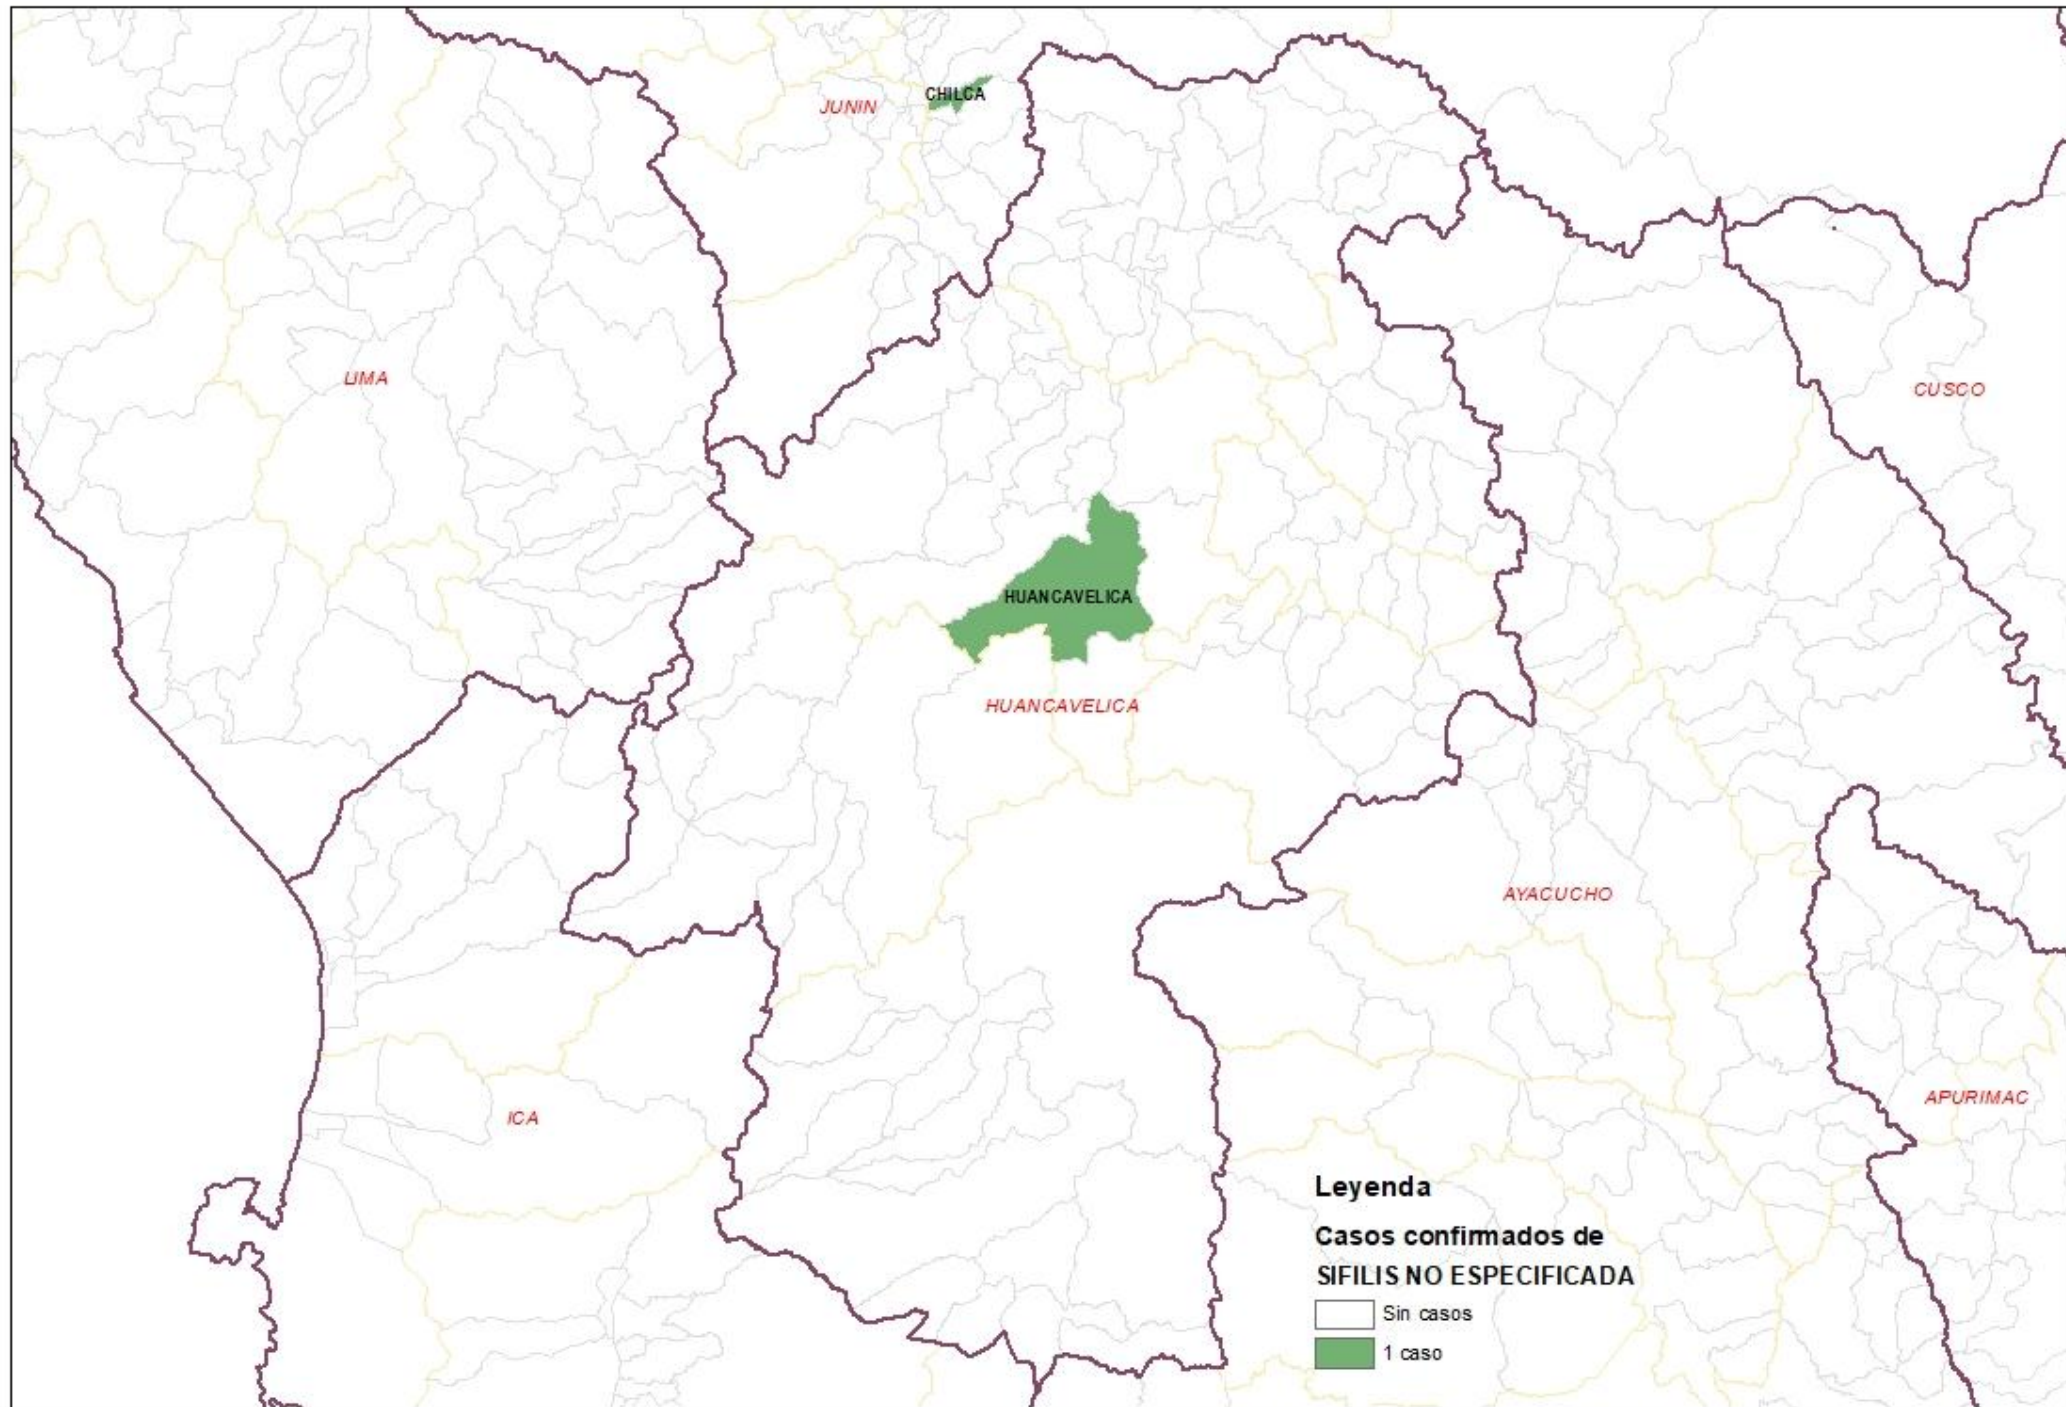 CHILCA
JUNIN
LIMA
CUSCO
HUANCAVELICA
HUANCAVELICA
AYACUCHO
APURIMAC
ICA
Leyenda
Casos confirmados de
SIFILIS NO ESPECIFICADA
Sin casos
1 caso